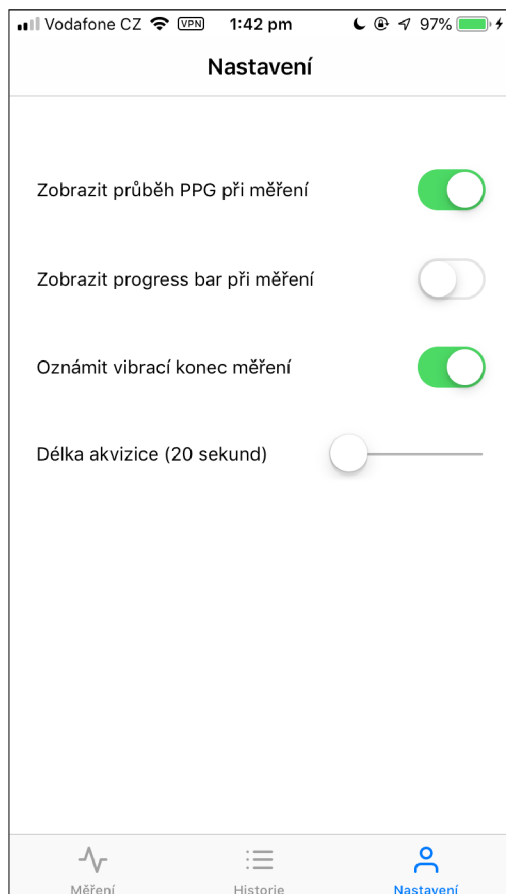 Vodafone CZ VPN 1:42 pm 97%
Nastavení
Zobrazit průběh PPG při měření
Zobrazit progress bar při měření
Oznámit vibrací konec měření
Délka akvizice (20 sekund)
Měření Historie Nastavení